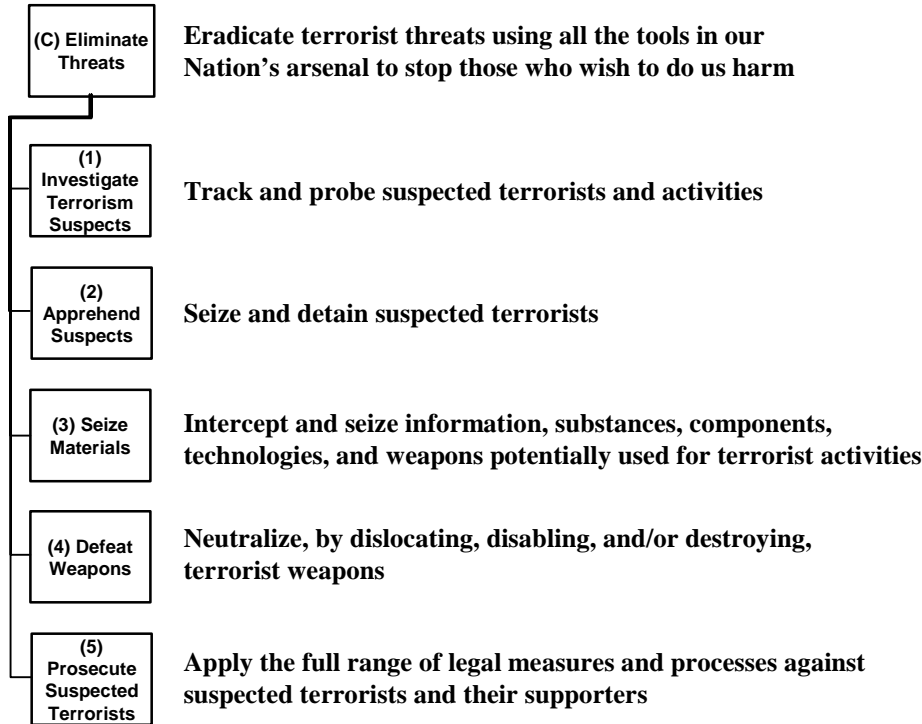 (C) Eliminate
Threats
Eradicate terrorist threats using all the tools in our
Nation’s arsenal to stop those who wish to do us harm
(1)
Investigate
Terrorism
Suspects
Track and probe suspected terrorists and activities
(2)
Apprehend
Suspects
Seize and detain suspected terrorists
(3) Seize
Materials
Intercept and seize information, substances, components,
technologies, and weapons potentially used for terrorist activities
(4) Defeat
Weapons
Neutralize, by dislocating, disabling, and/or destroying,
terrorist weapons
(5)
Prosecute
Suspected
Terrorists
Apply the full range of legal measures and processes against
suspected terrorists and their supporters